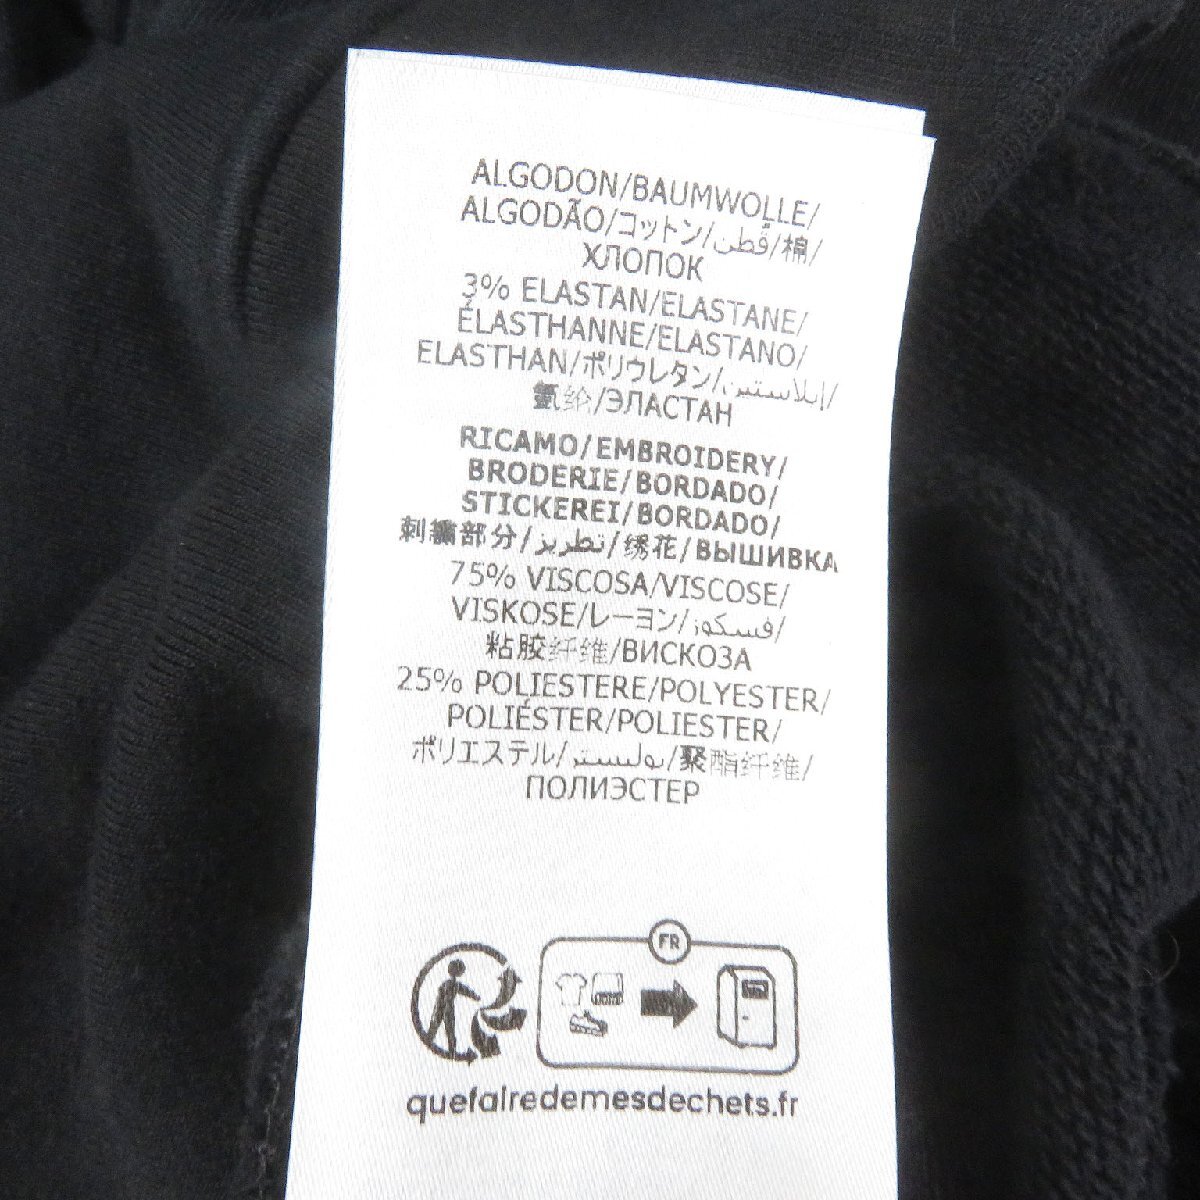 ALGODON/BAUMWOLLE/
ALGODÃO/コットン/قطن/棉/
ХЛОПОК
3% ELASTAN/ELASTANE/
ÉLASTHANNE/ELASTANO/
ELASTHAN/ポリウレタン/إيلاستين/
氨纶/ЭЛАСТАН
RICAMO/EMBROIDERY/
BRODERIE/BORDADO/
STICKEREI/BORDADO/
刺繍部分/تطريز/绣花/ВЫШИВКА
75% VISCOSA/VISCOSE/
VISKOSE/レーヨン/فسكوز/
粘胶纤维/ВИСКОЗА
25% POLIESTERE/POLYESTER/
POLIÉSTER/POLIESTER/
ポリエステル/بوليستر/聚酯纤维/
ПОЛИЭСТЕР
FR
quefairedemesdechets.fr